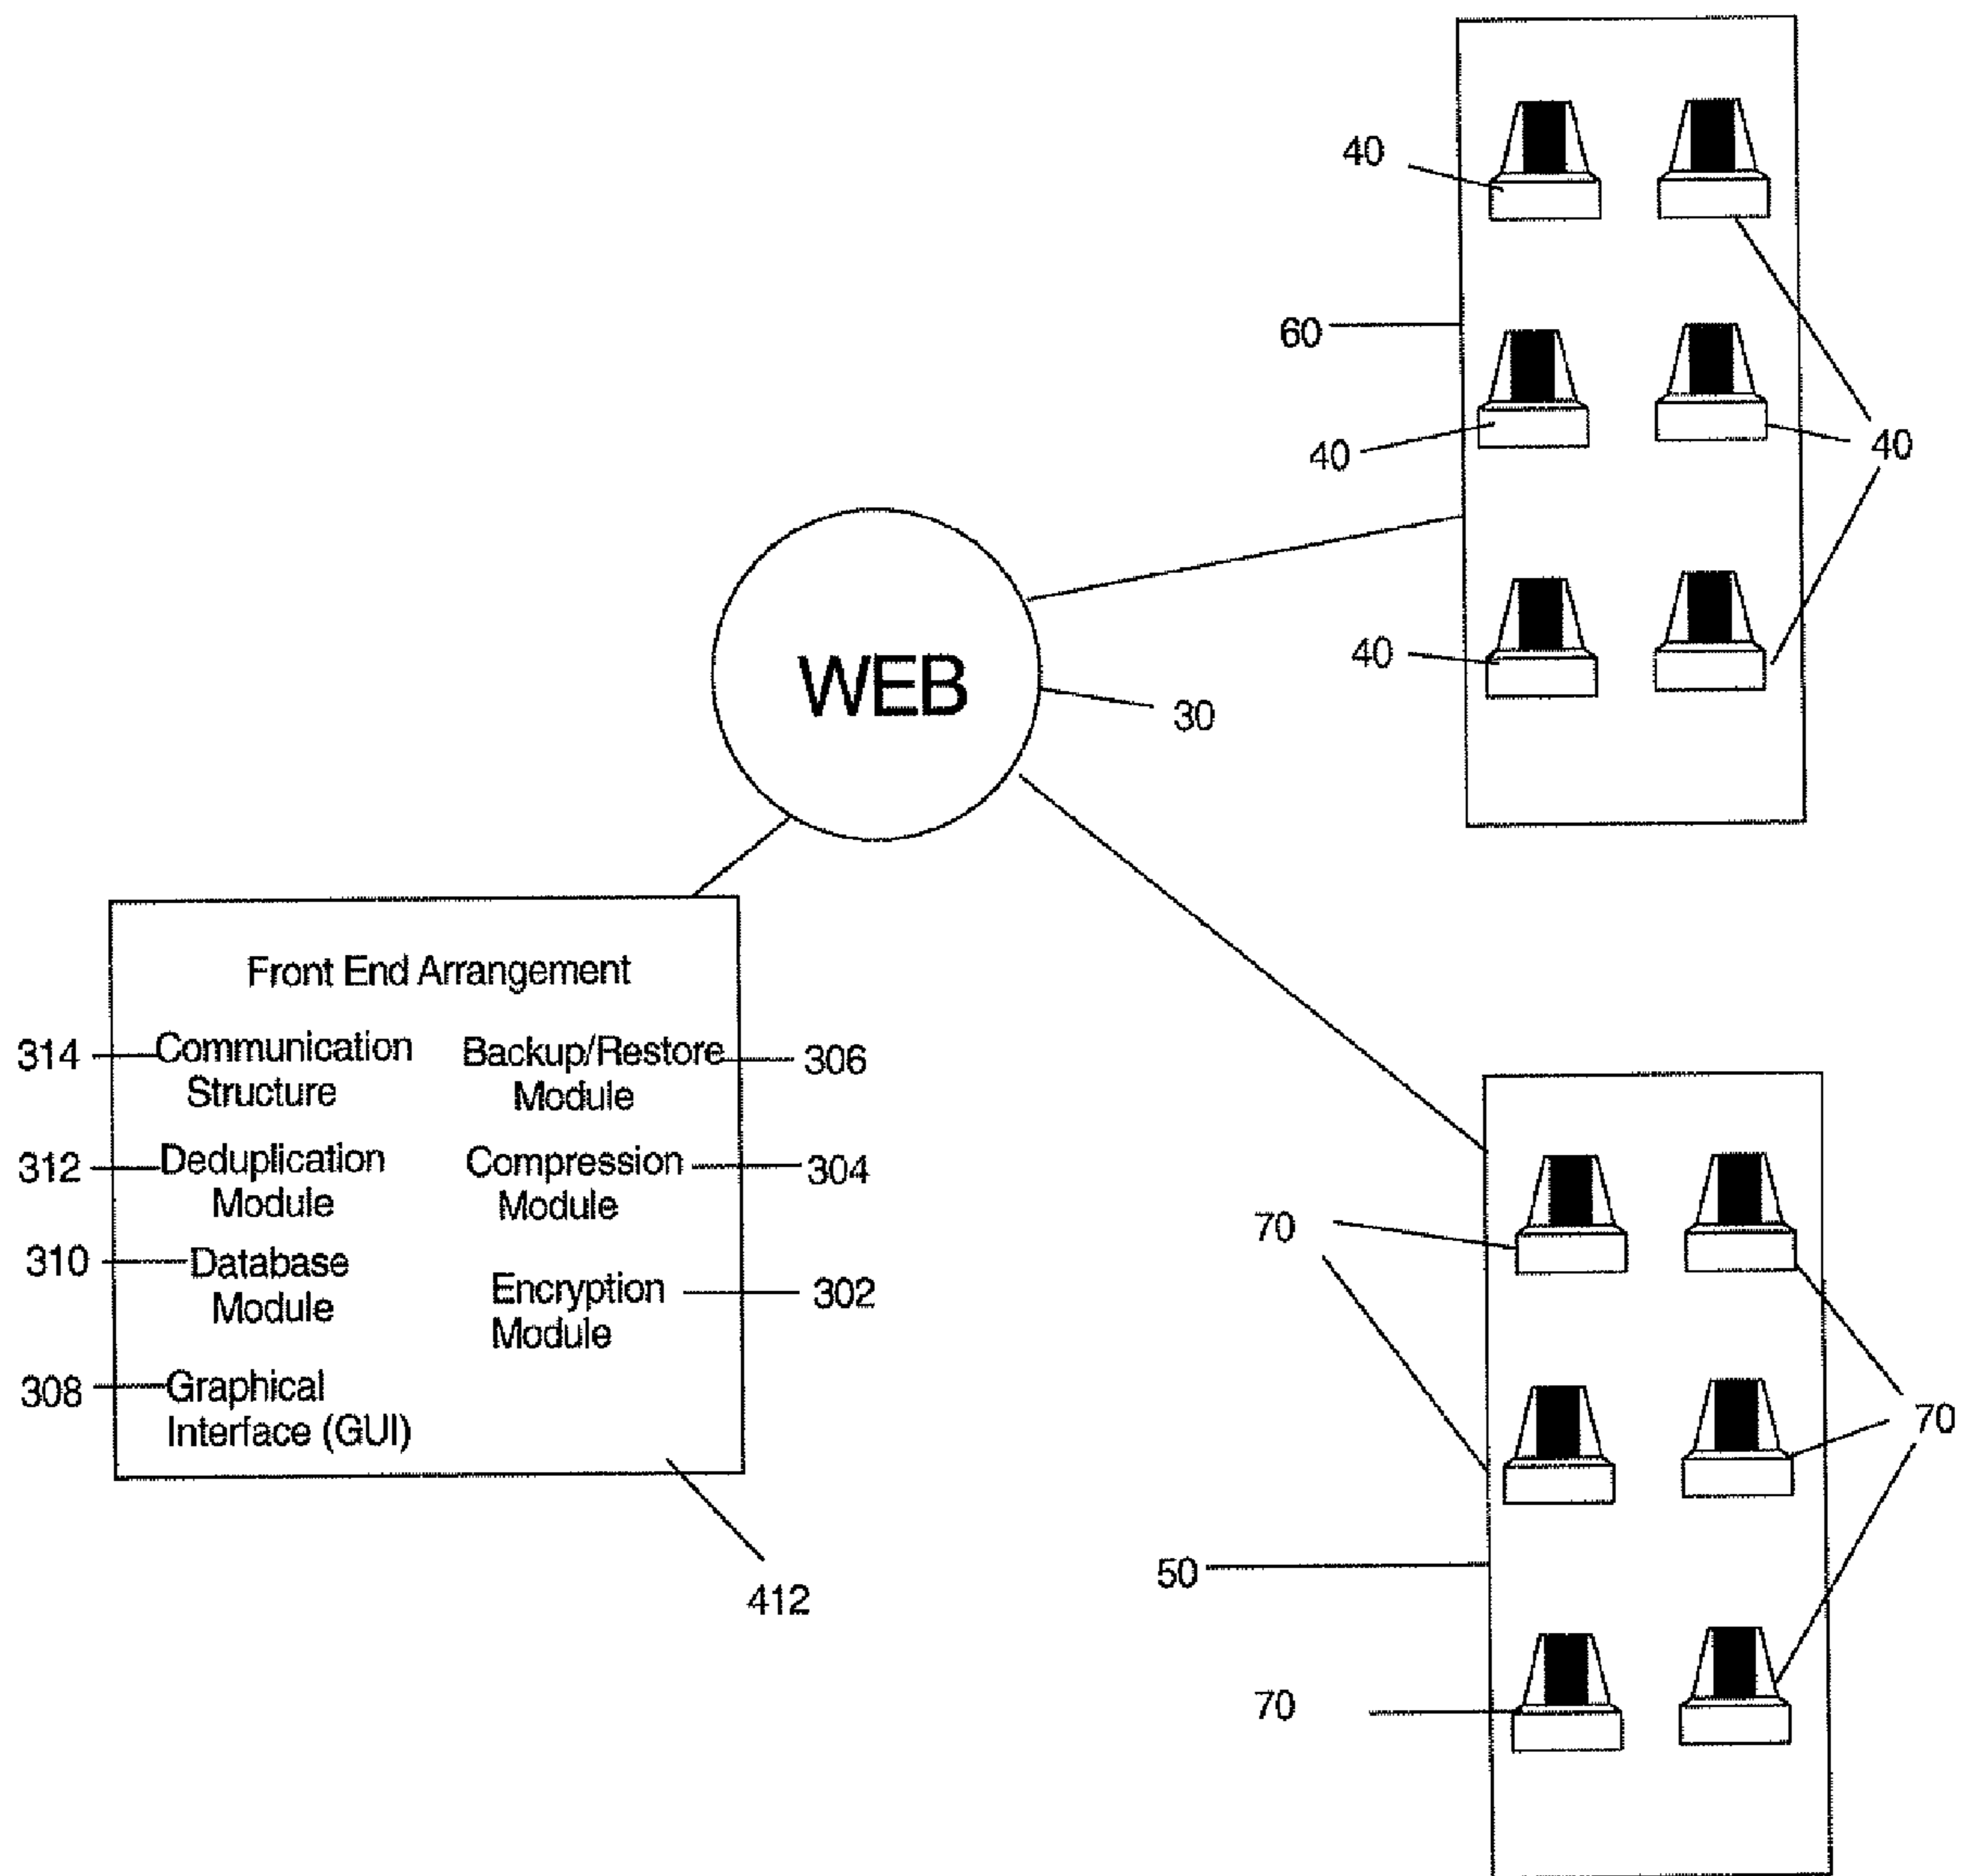 40
60
40
40
40
WEB
30
Front End Arrangement
314 Communication Structure
Backup/Restore Module 306
312 Deduplication Module
Compression Module 304
310 Database Module
Encryption Module 302
308 Graphical Interface (GUI)
412
70
70
50
70